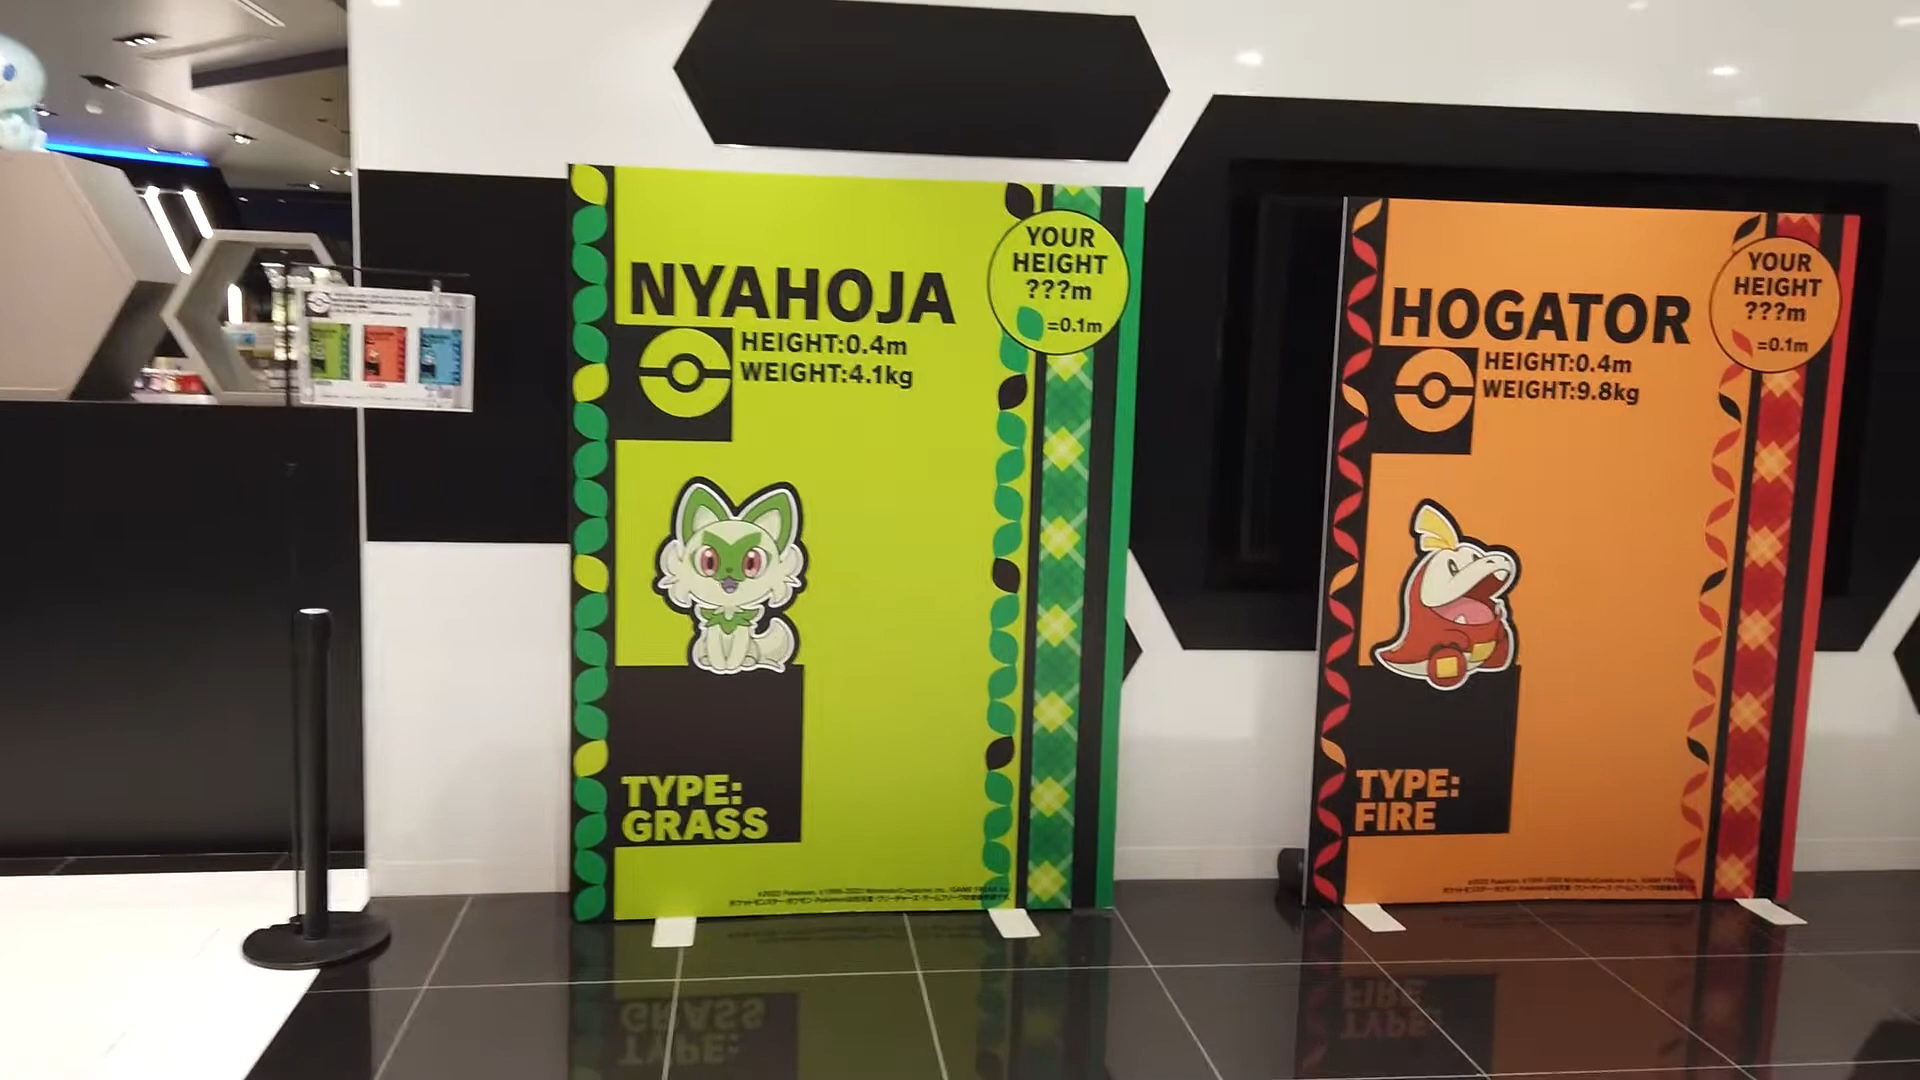 NYAHOJA
HEIGHT:0.4m
WEIGHT:4.1kg
YOUR
HEIGHT
???m
=0.1m
TYPE:
GRASS
HOGATOR
HEIGHT:0.4m
WEIGHT:9.8kg
YOUR
HEIGHT
???m
=0.1m
TYPE:
FIRE